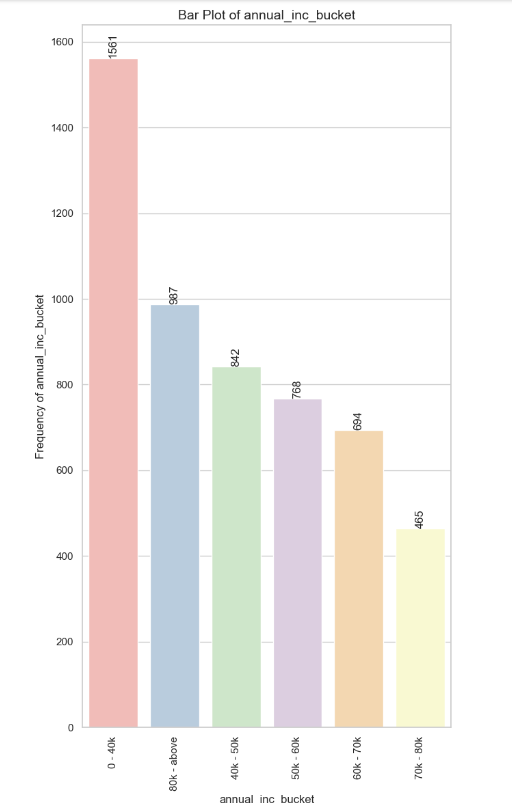 Bar Plot of annual_inc_bucket
Frequency of annual_inc_bucket
1600
1400
1200
1000
800
600
400
200
0
1561
987
842
768
694
465
0 - 40k
80k - above
40k - 50k
50k - 60k
60k - 70k
70k - 80k
annual_inc_bucket